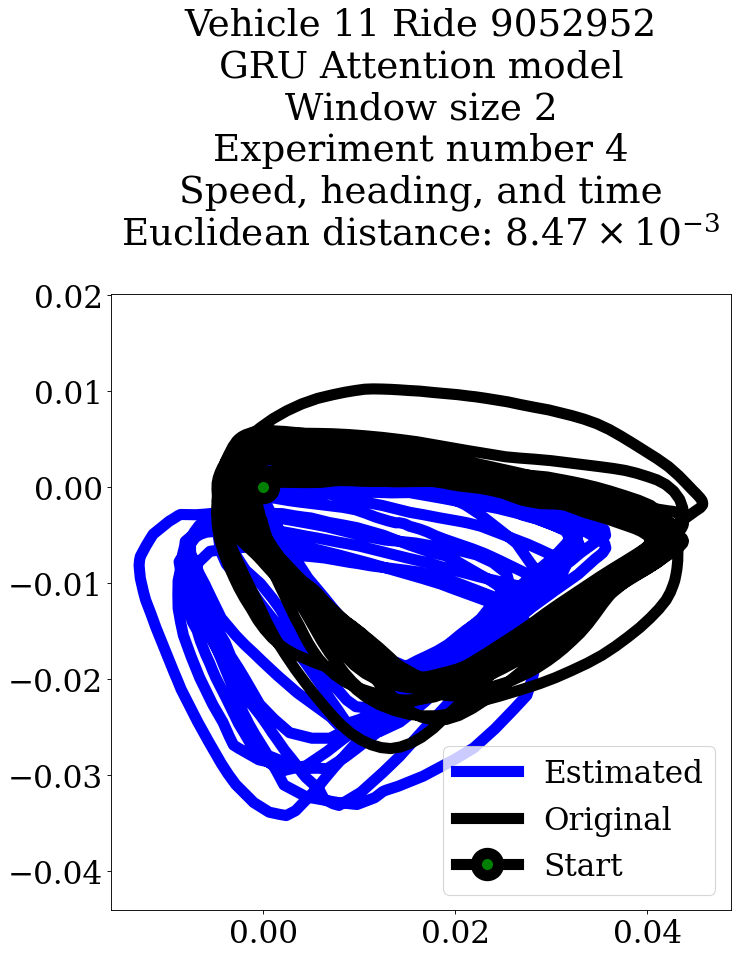 Vehicle 11 Ride 9052952
GRU Attention model
Window size 2
Experiment number 4
Speed, heading, and time
Euclidean distance: 8.47 × 10⁻³
0.02
0.01
0.00
−0.01
−0.02
−0.03
−0.04
Estimated
Original
Start
0.00 0.02 0.04